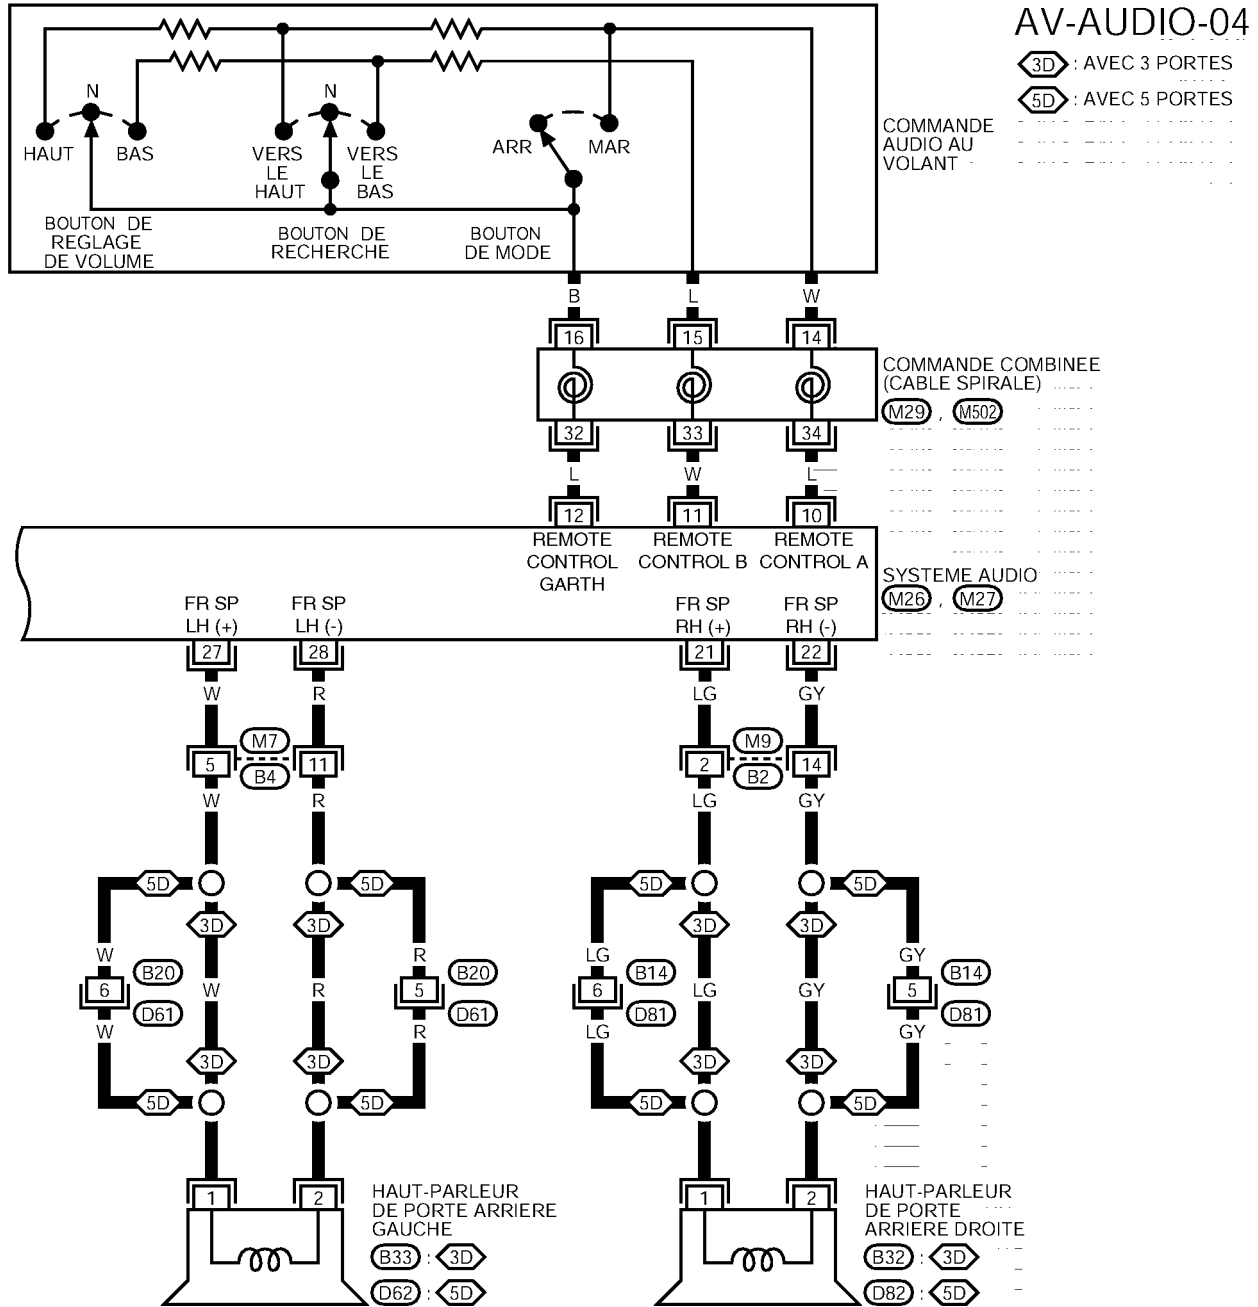 AV-AUDIO-04
3D : AVEC 3 PORTES
5D : AVEC 5 PORTES
N
N
HAUT
BAS
VERS
LE
HAUT
VERS
LE
BAS
ARR
MAR
COMMANDE
AUDIO AU
VOLANT
BOUTON DE
REGLAGE
DE VOLUME
BOUTON DE
RECHERCHE
BOUTON
DE MODE
B L W
16 15 14
COMMANDE COMBINEE
(CABLE SPIRALE)
M29 , M502
32 33 34
L W L
12 11 10
REMOTE
CONTROL
GARTH
REMOTE
CONTROL B
REMOTE
CONTROL A
SYSTEME AUDIO
M26 , M27
FR SP
LH (+)
FR SP
LH (-)
FR SP
RH (+)
FR SP
RH (-)
27 28 21 22
W R LG GY
M7 M9
5 11 2 14
B4 B2
W R LG GY
5D 5D 5D 5D
3D 3D 3D 3D
W R LG GY
B20 B20 B14 B14
6 W R 5 6 LG GY 5
D61 D61 D81 D81
W R LG GY
3D 3D 3D 3D
5D 5D 5D 5D
1 2 1 2
HAUT-PARLEUR
DE PORTE ARRIERE
GAUCHE
B33 : 3D
D62 : 5D
HAUT-PARLEUR
DE PORTE
ARRIERE DROITE
B32 : 3D
D82 : 5D